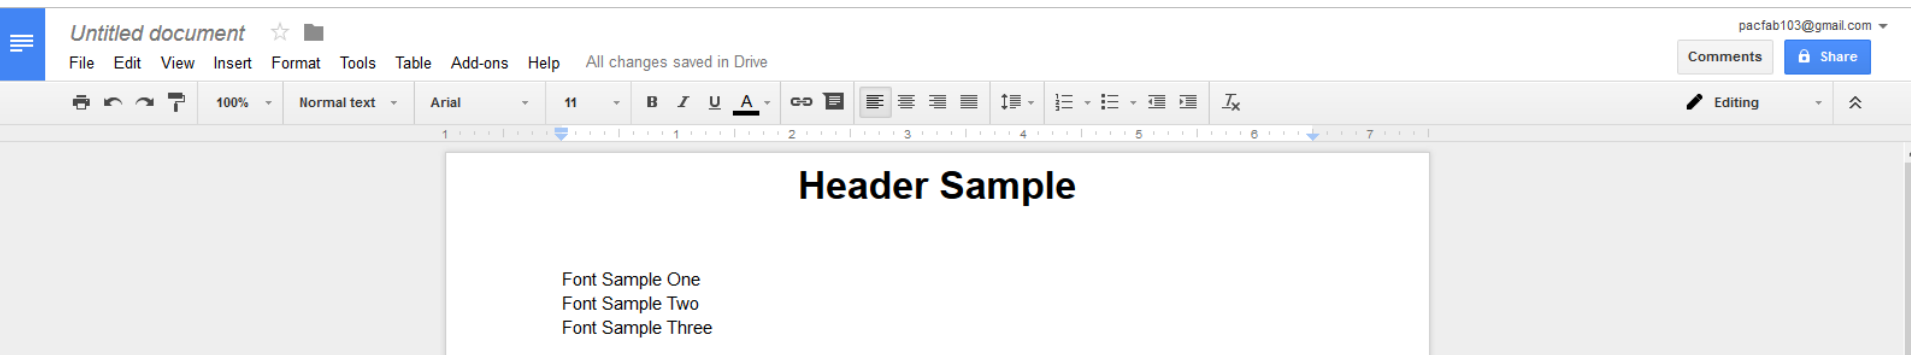 Untitled document
pacfab103@gmail.com
File Edit View Insert Format Tools Table Add-ons Help All changes saved in Drive
Comments Share
100% Normal text Arial 11 B I U A Editing
1 1 2 3 4 5 6 7
Header Sample
Font Sample One
Font Sample Two
Font Sample Three